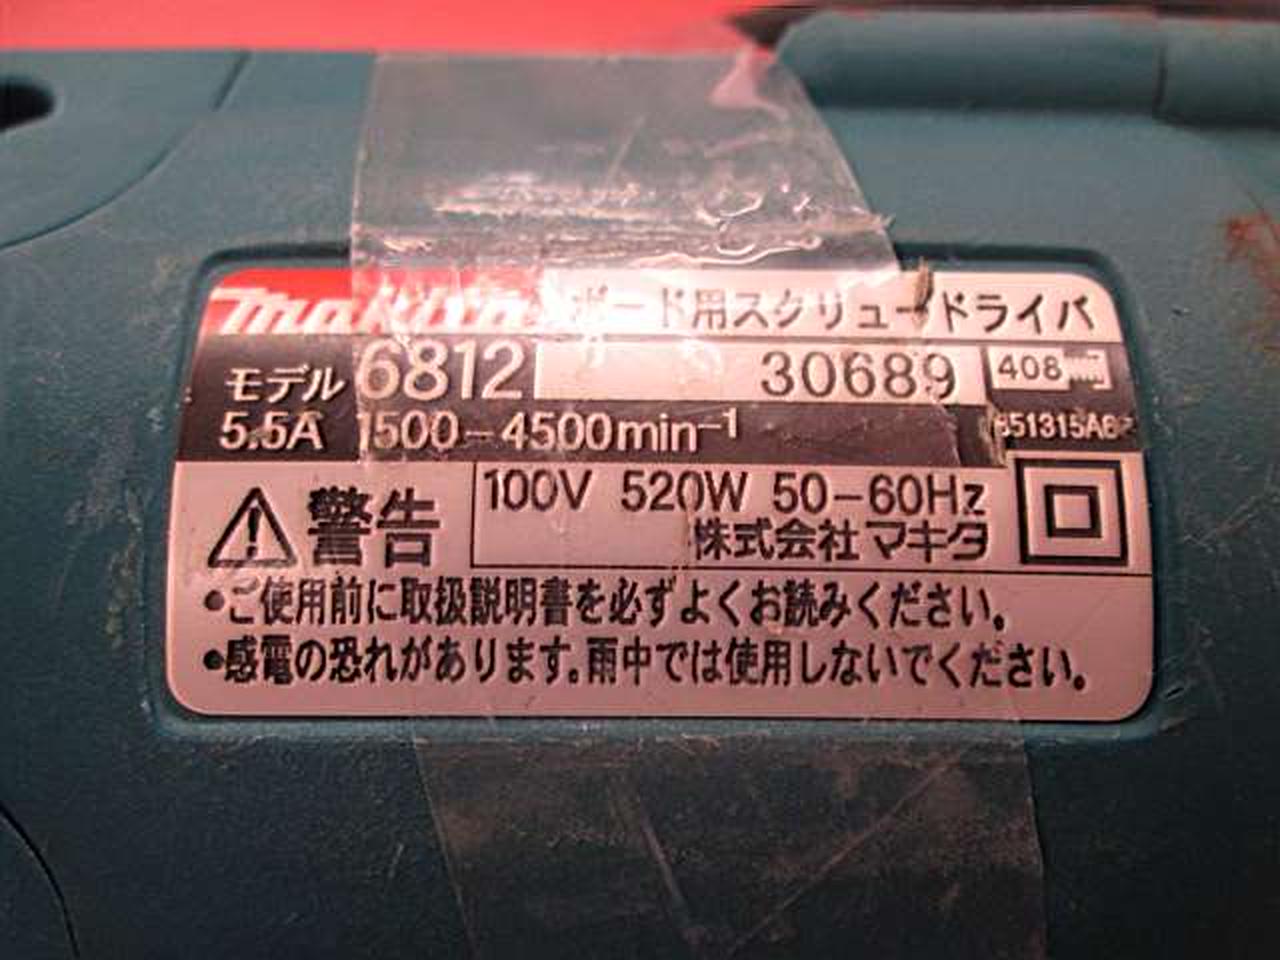 makita ボード用スクリュードライバ
モデル 6812 30689 408
5.5A 1500-4500min⁻¹
警告 100V 520W 50-60Hz
株式会社マキタ
•ご使用前に取扱説明書を必ずよくお読みください。
•感電の恐れがあります。雨中では使用しないでください。